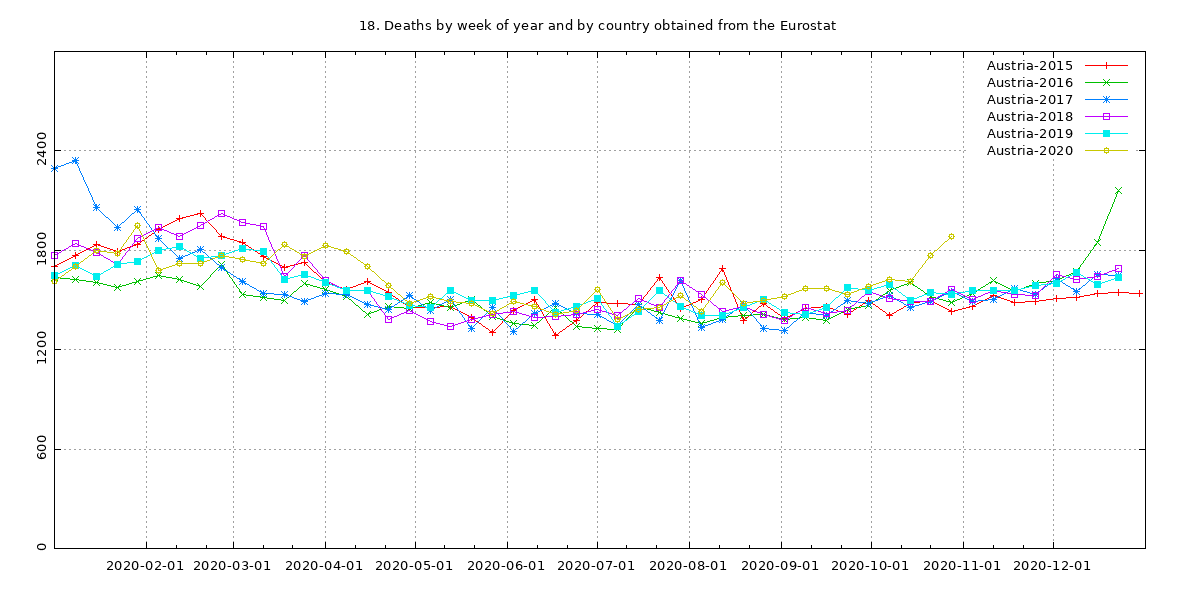 18. Deaths by week of year and by country obtained from the Eurostat
Austria-2015
Austria-2016
Austria-2017
Austria-2018
Austria-2019
Austria-2020
2400
1800
1200
600
0
2020-02-01 2020-03-01 2020-04-01 2020-05-01 2020-06-01 2020-07-01 2020-08-01 2020-09-01 2020-10-01 2020-11-01 2020-12-01